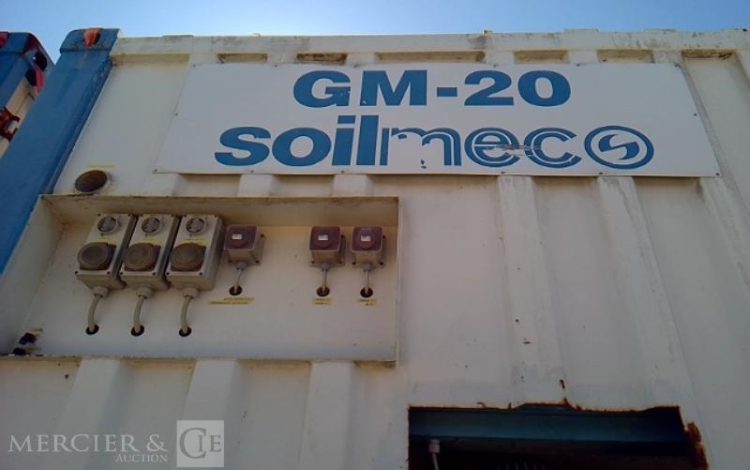 GM-20
soilmec
MERCIER & CIE
AUCTION